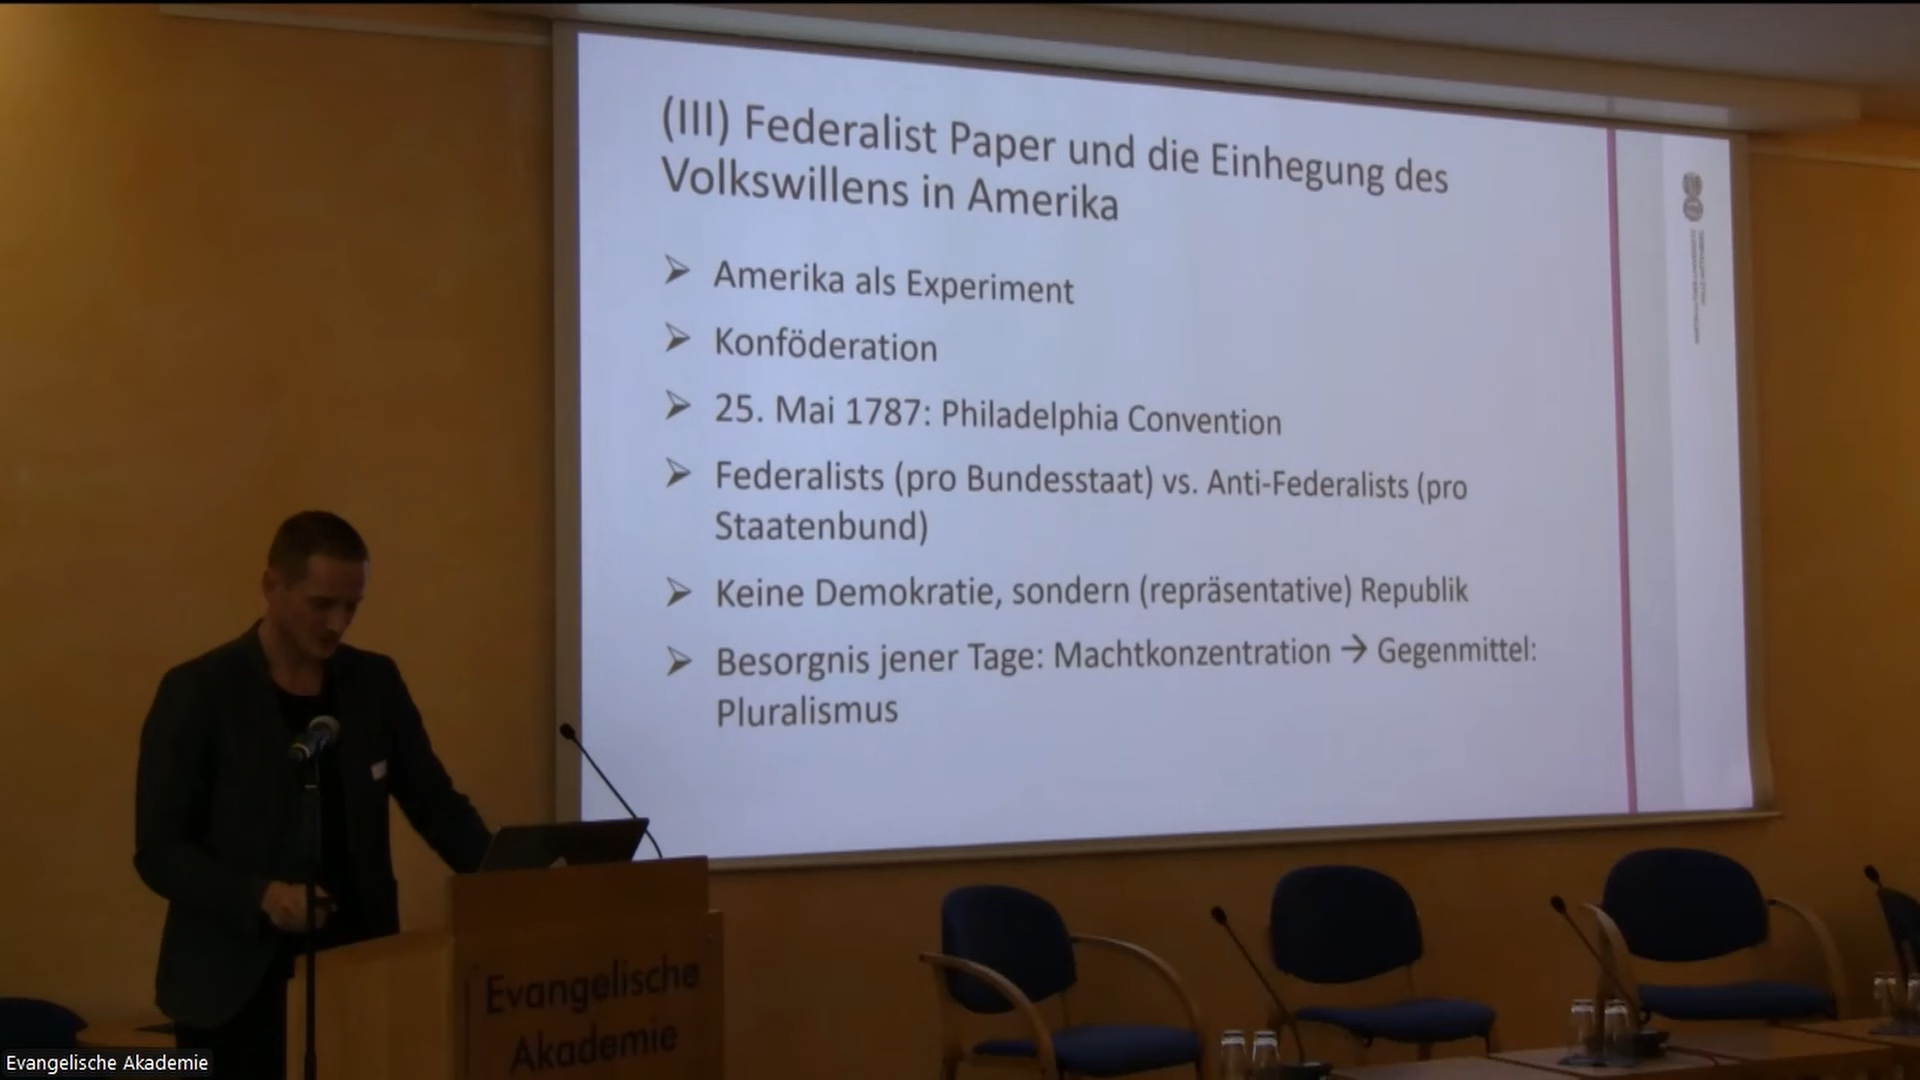 (III) Federalist Paper und die Einhegung des
Volkswillens in Amerika
➢ Amerika als Experiment
➢ Konföderation
➢ 25. Mai 1787: Philadelphia Convention
➢ Federalists (pro Bundesstaat) vs. Anti-Federalists (pro
Staatenbund)
➢ Keine Demokratie, sondern (repräsentative) Republik
➢ Besorgnis jener Tage: Machtkonzentration → Gegenmittel:
Pluralismus
Evangelische
Akademie
Evangelische Akademie